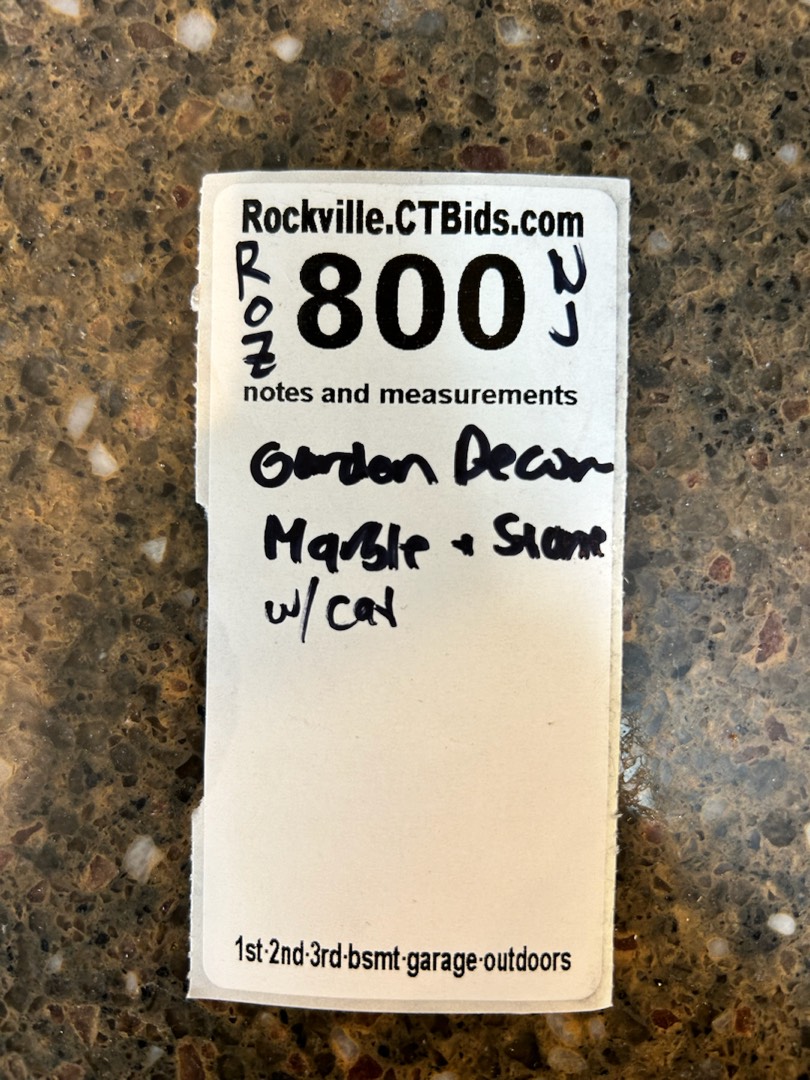 Rockville.CTBids.com
ROZ 800 NJ
notes and measurements
Garden Decor
Marble + Stone
w/ cat
1st·2nd·3rd·bsmt·garage·outdoors